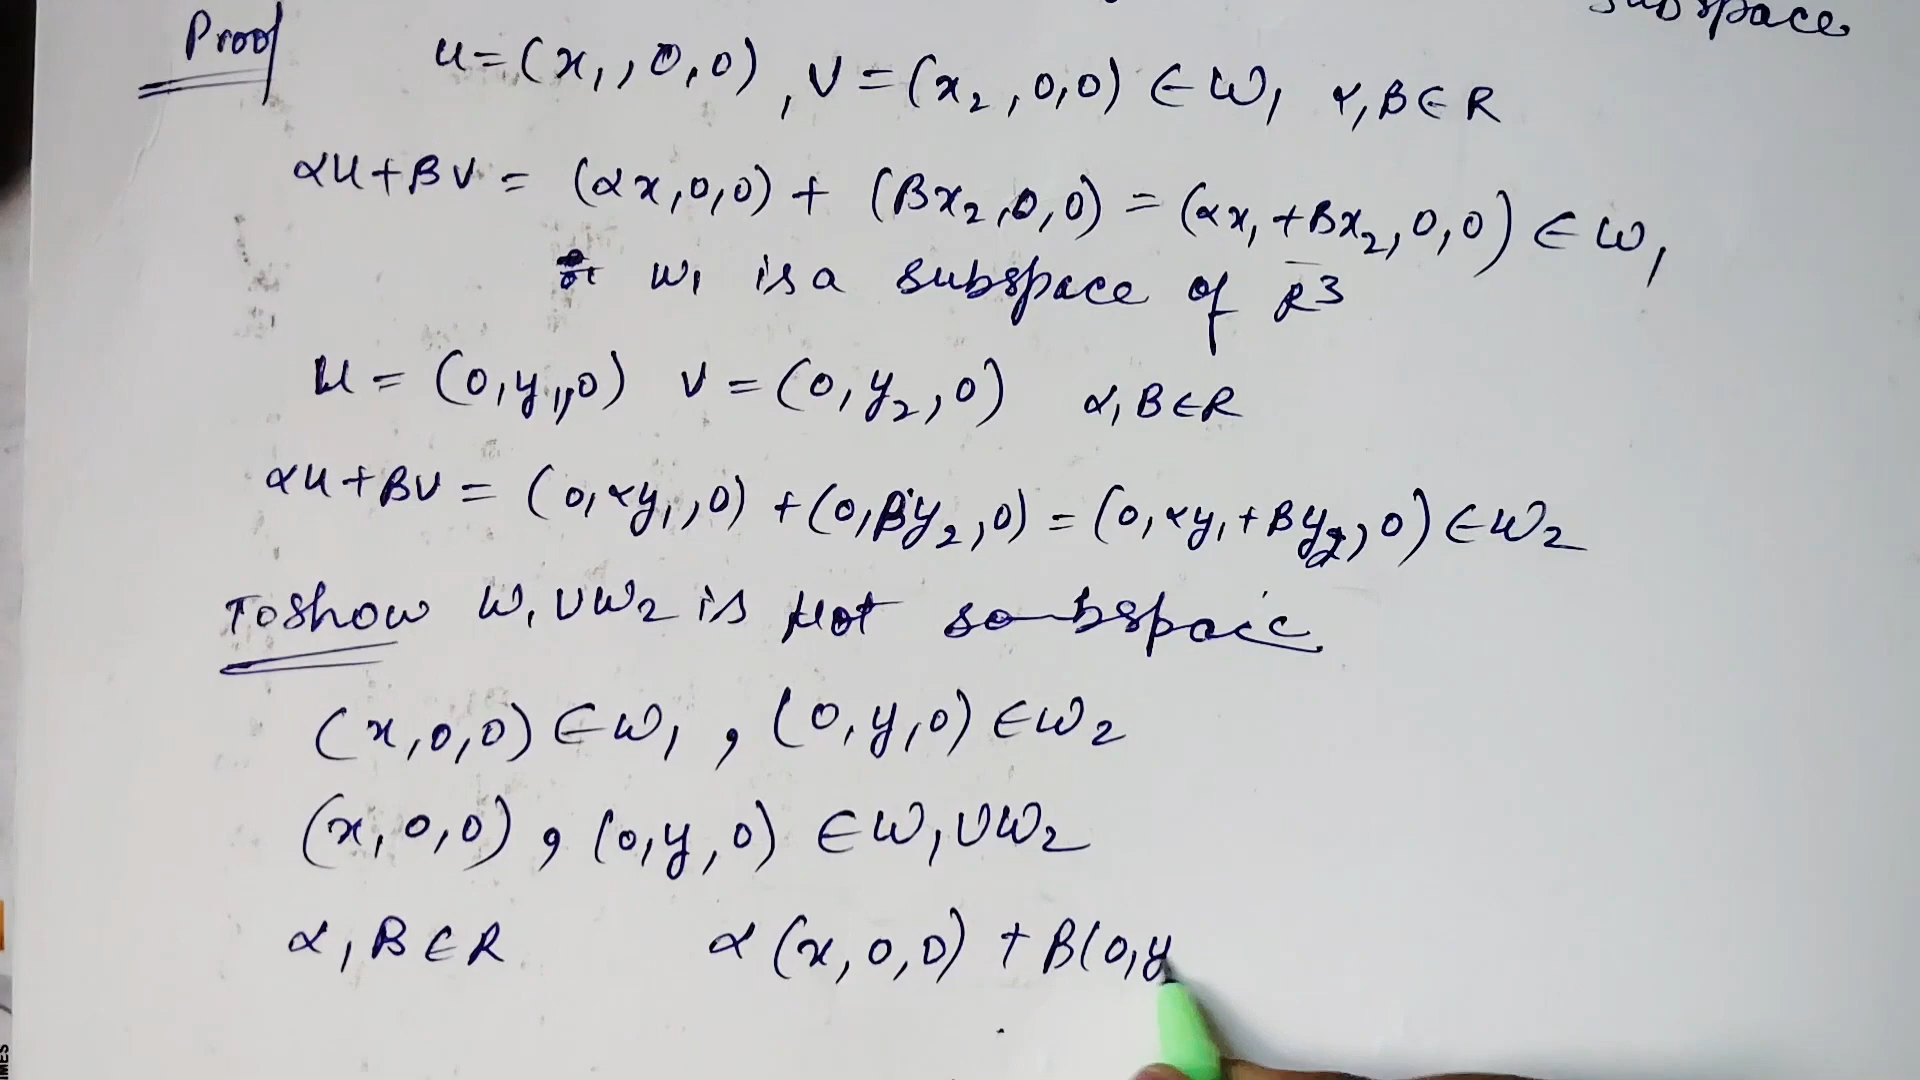 subspace
Proof u=(x₁,0,0), v=(x₂,0,0) ∈ W₁ α,β∈R
αu+βv = (αx,0,0) + (βx₂,0,0) = (αx₁+βx₂,0,0) ∈ W₁
W₁ is a subspace of R3
u = (0,y₁,0) v = (0,y₂,0) α,β∈R
αu+βv = (0,αy₁,0) +(0,βy₂,0) = (0,αy₁+βy₂,0) ∈W₂
To show W₁∪W₂ is Not subspace
(x,0,0) ∈W₁, (0,y,0) ∈W₂
(x,0,0), (0,y,0) ∈W₁∪W₂
α,β∈R α(x,0,0) + β(0,y